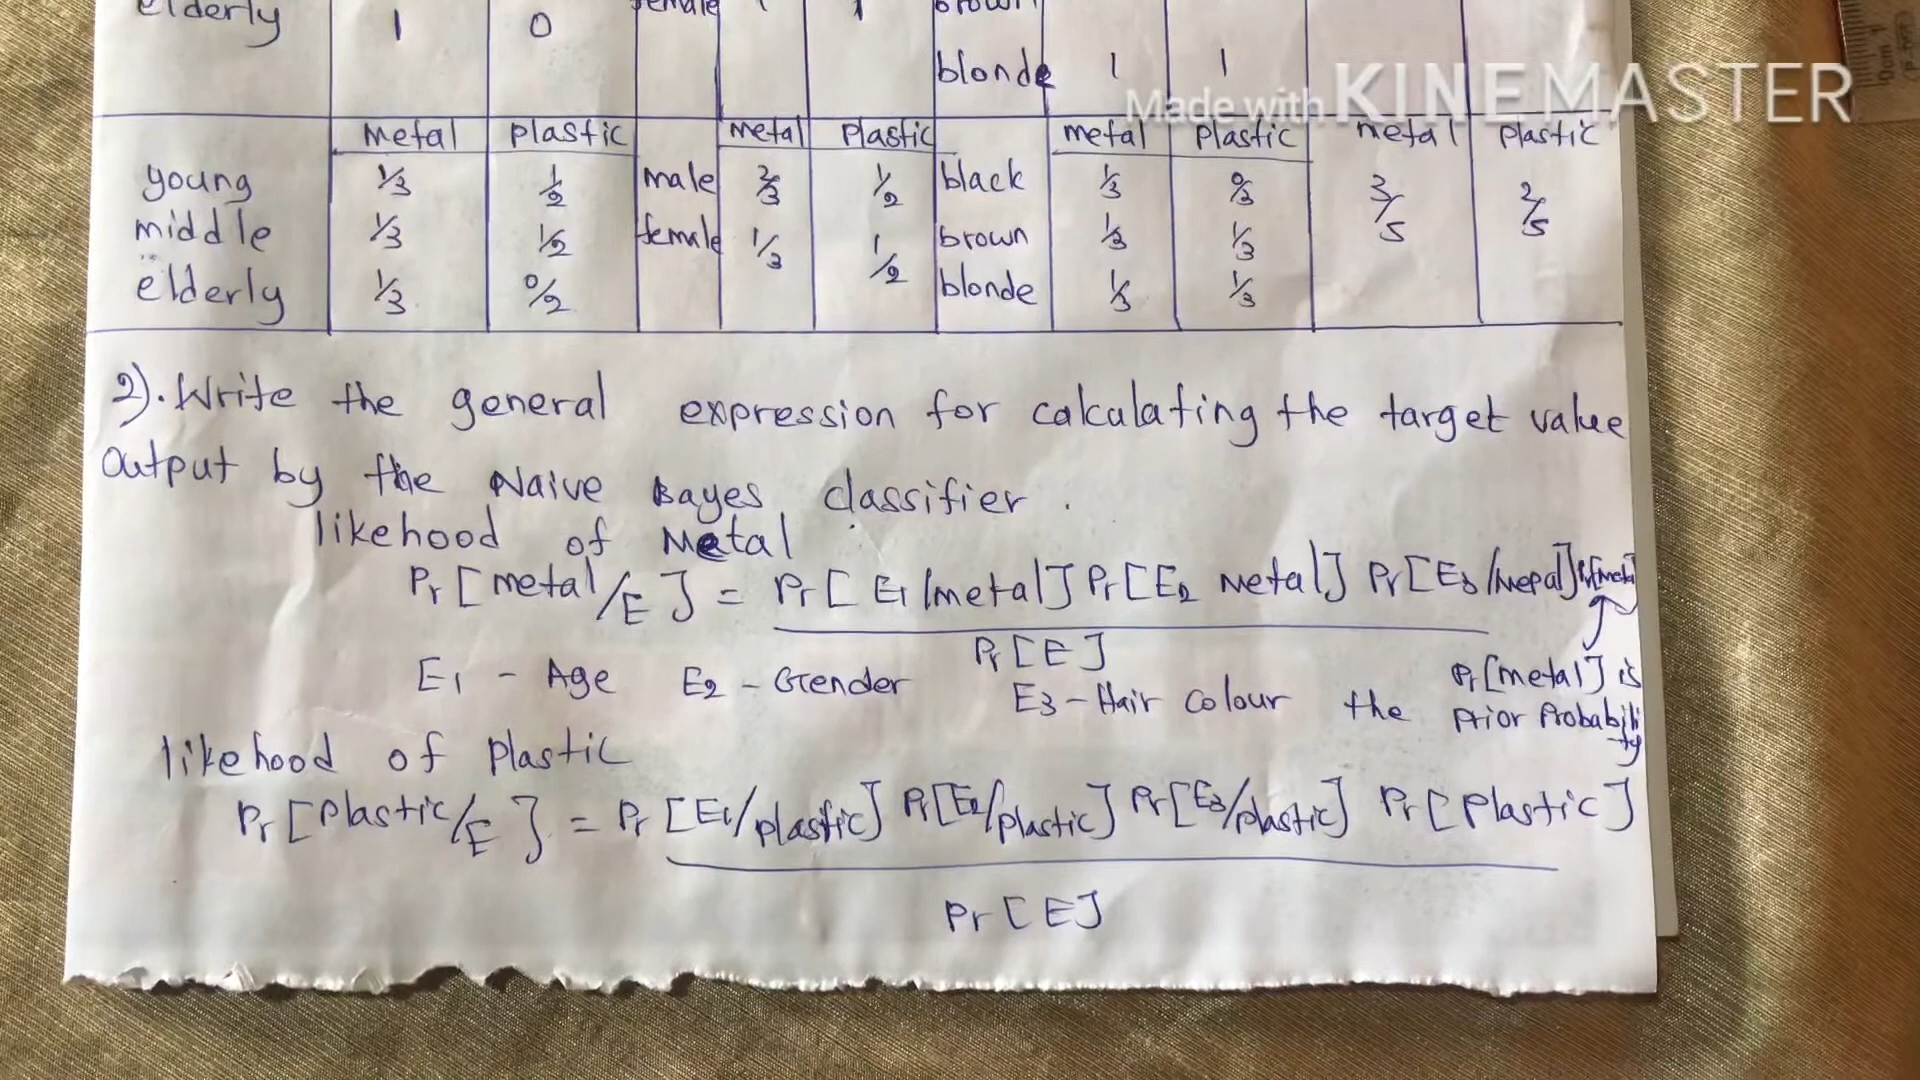 elderly 1 0 female 1 1 brown
blonde 1 1
Made with KINEMASTER
metal plastic metal plastic metal plastic metal plastic
young 1/3 1/2 male 2/3 1/2 black 1/3 0/3 3/5 2/5
middle 1/3 1/2 female 1/3 1/2 brown 1/3 1/3
elderly 1/3 0/2 blonde 1/3 1/3
2). Write the general expression for calculating the target value
Output by the Naive Bayes classifier .
likehood of Metal
Pr [ metal/E ] = Pr [ E1 / metal ] Pr [ E2 Metal ] Pr [ E3 / Mepal ] Pr[metal]
Pr [ E ]
E1 - Age E2 - Gender E3 - Hair Colour the Pr [metal] is
Prior Probabili
ty
likehood of Plastic
Pr [ Plastic/E ] = Pr [ E1/plastic ] Pr [ E2/plastic ] Pr [ E3/plastic ] Pr [ Plastic ]
Pr [ E ]